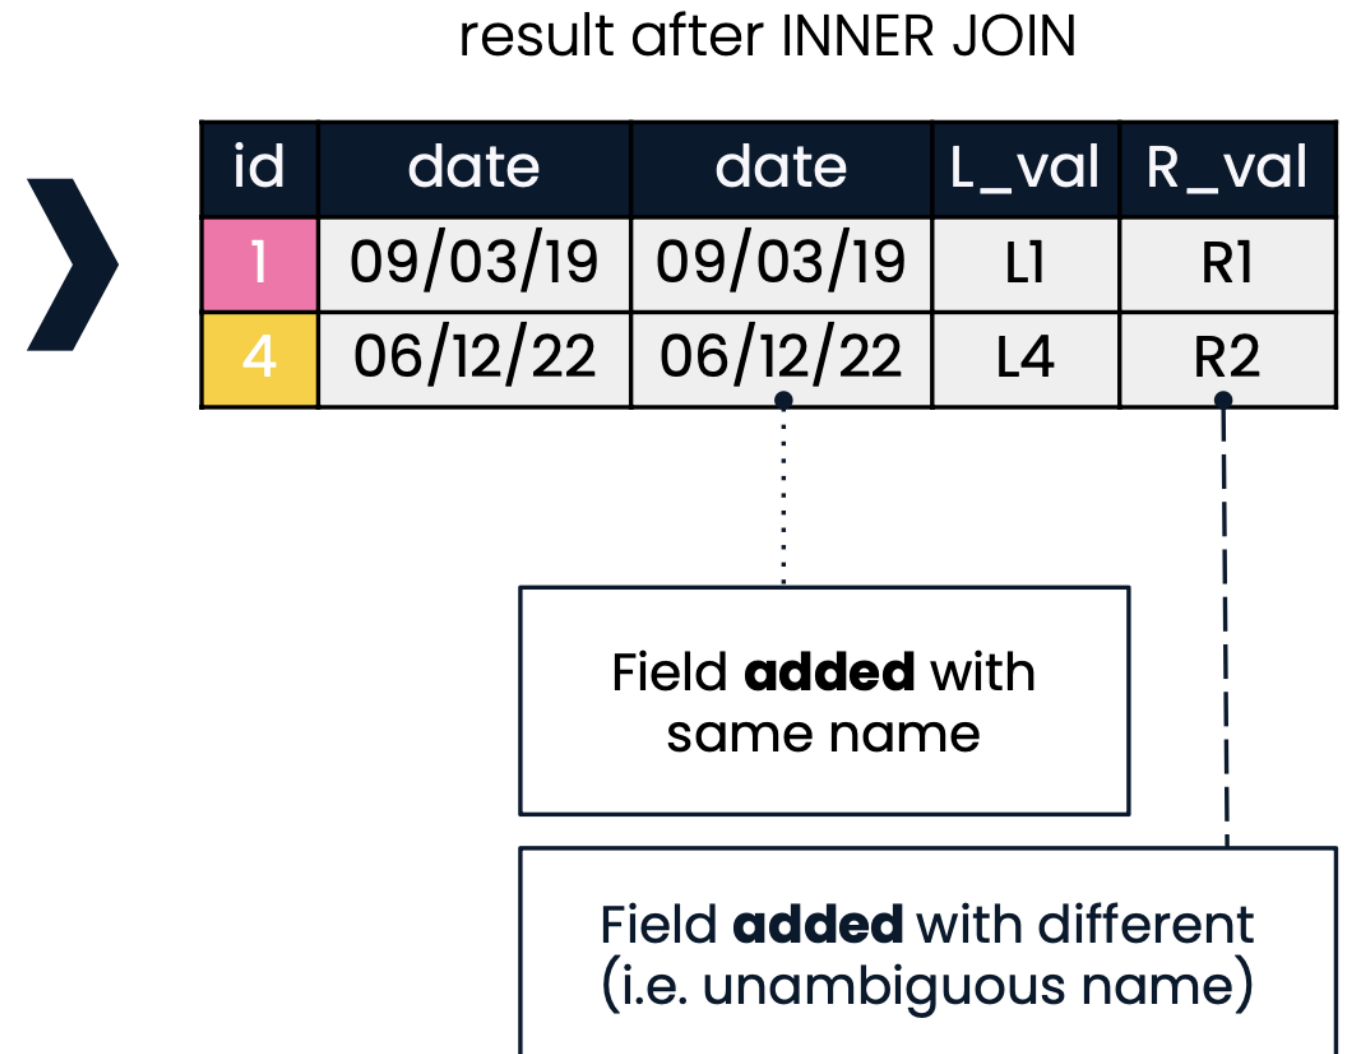 result after INNER JOIN
id date date L_val R_val
1 09/03/19 09/03/19 L1 R1
4 06/12/22 06/12/22 L4 R2
Field added with
same name
Field added with different
(i.e. unambiguous name)